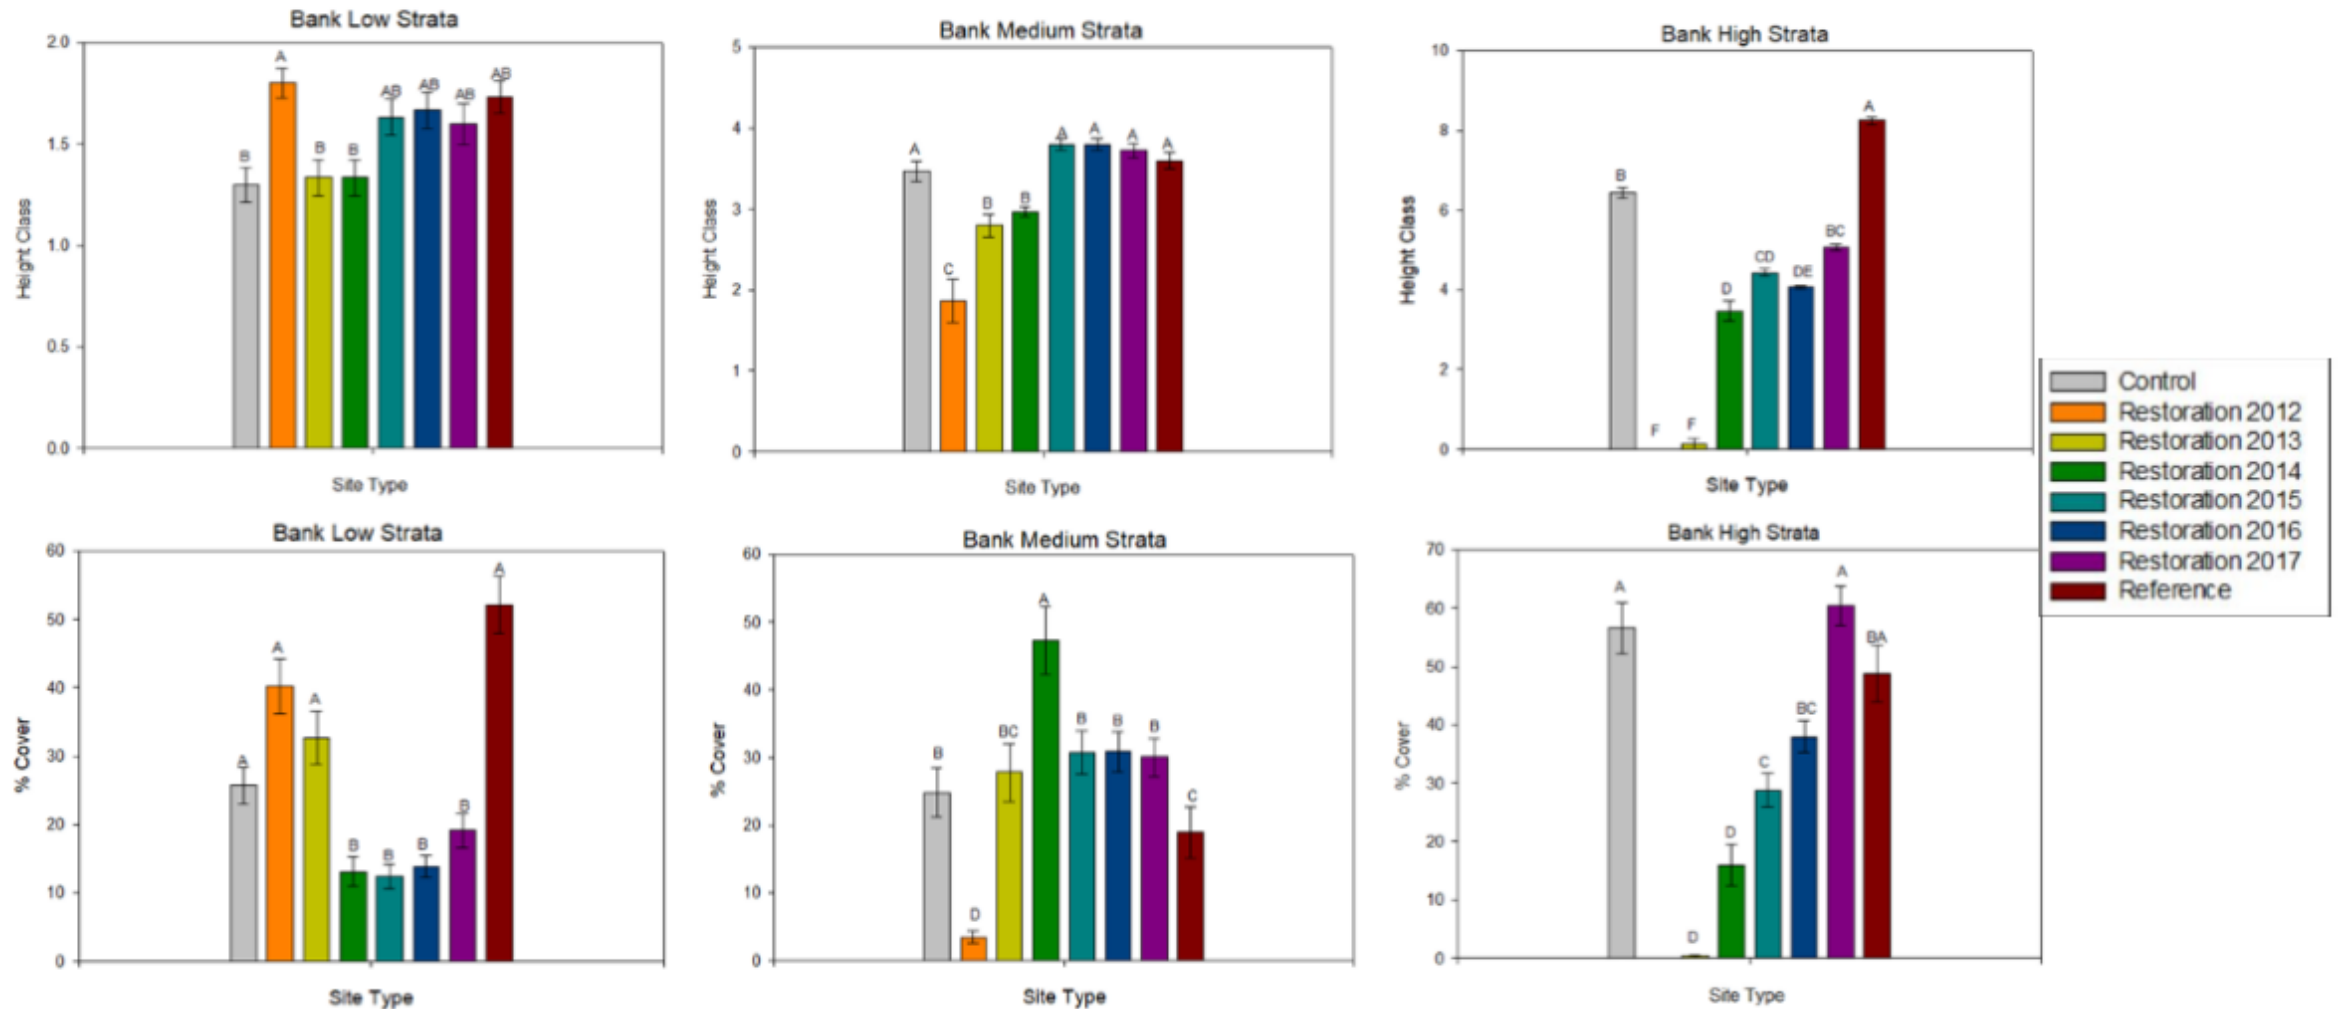 Bank Low Strata
2.0
1.5
1.0
0.5
0.0
Height Class
B
A
B
B
AB
AB
AB
AB
Site Type
Bank Medium Strata
5
4
3
2
1
0
Height Class
A
C
B
B
A
A
A
A
Site Type
Bank High Strata
10
8
6
4
2
0
Height Class
B
F
F
D
CD
DE
BC
A
Site Type
Control
Restoration 2012
Restoration 2013
Restoration 2014
Restoration 2015
Restoration 2016
Restoration 2017
Reference
Bank Low Strata
60
50
40
30
20
10
0
% Cover
A
A
A
B
B
B
B
A
Site Type
Bank Medium Strata
60
50
40
30
20
10
0
% Cover
B
D
BC
A
B
B
B
C
Site Type
Bank High Strata
70
60
50
40
30
20
10
0
% Cover
A
D
D
C
BC
A
BA
Site Type